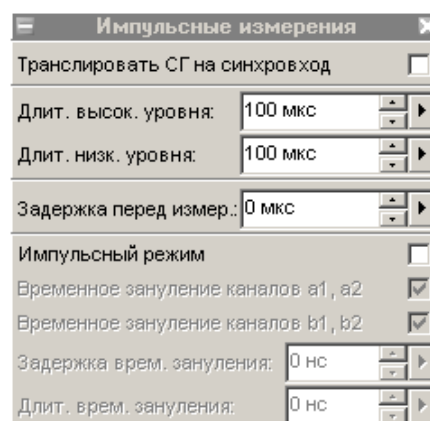 Импульсные измерения
Транслировать СГ на синхровход
Длит. высок. уровня: 100 мкс
Длит. низк. уровня: 100 мкс
Задержка перед измер.: 0 мкс
Импульсный режим
Временное зануление каналов a1, a2
Временное зануление каналов b1, b2
Задержка врем. зануления: 0 нс
Длит. врем. зануления: 0 нс